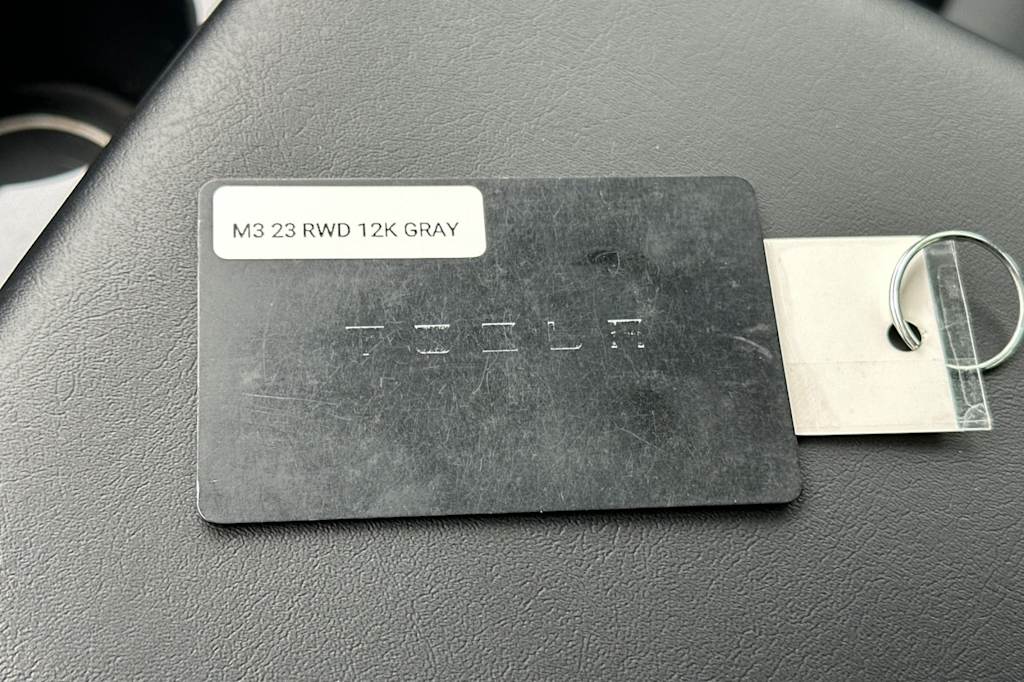 M3 23 RWD 12K GRAY
TESLA